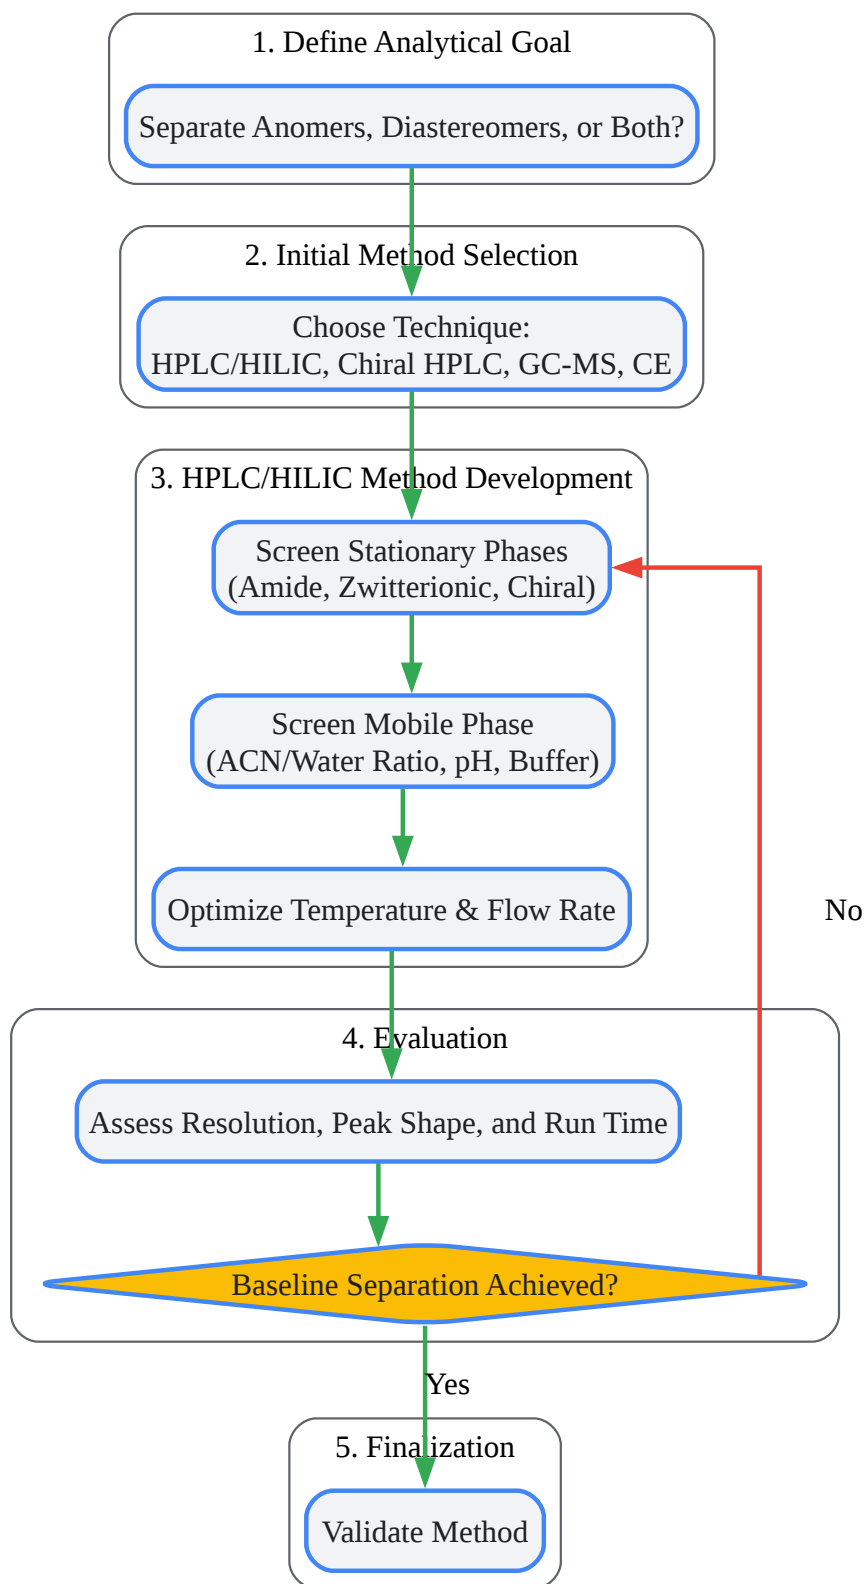 1. Define Analytical Goal
Separate Anomers, Diastereomers, or Both?
2. Initial Method Selection
Choose Technique:
HPLC/HILIC, Chiral HPLC, GC-MS, CE
3. HPLC/HILIC Method Development
Screen Stationary Phases
(Amide, Zwitterionic, Chiral)
Screen Mobile Phase
(ACN/Water Ratio, pH, Buffer)
Optimize Temperature & Flow Rate
No
4. Evaluation
Assess Resolution, Peak Shape, and Run Time
Baseline Separation Achieved?
Yes
5. Finalization
Validate Method